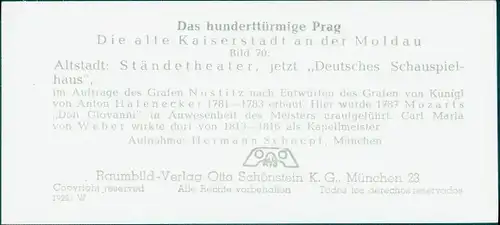 Das hunderttürmige Prag
Die alte Kaiserstadt an der Moldau
Bild 70:
Altstadt: Ständetheater, jetzt „Deutsches Schauspiel-
haus",
im Auftrage des Grafen Nostitz nach Entwürfen des Grafen von Künigl
von Anton Hafenecker 1781—1783 erbaut. Hier wurde 1787 Mozarts
„Don Giovanni" in Anwesenheit des Meisters uraufgeführt. Carl Maria
von Weber wirkte dort von 1813—1816 als Kapellmeister
Aufnahme Hermann Schnepf, München
Raumbild-Verlag Otto Schönstein K. G., München 23
Copyright reserved Alle Rechte vorbehalten Todos los derechos reservados
W